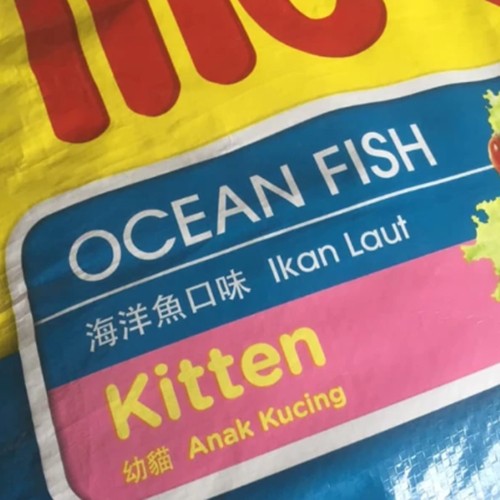 OCEAN FISH
海洋魚口味 Ikan Laut
Kitten
幼貓 Anak Kucing